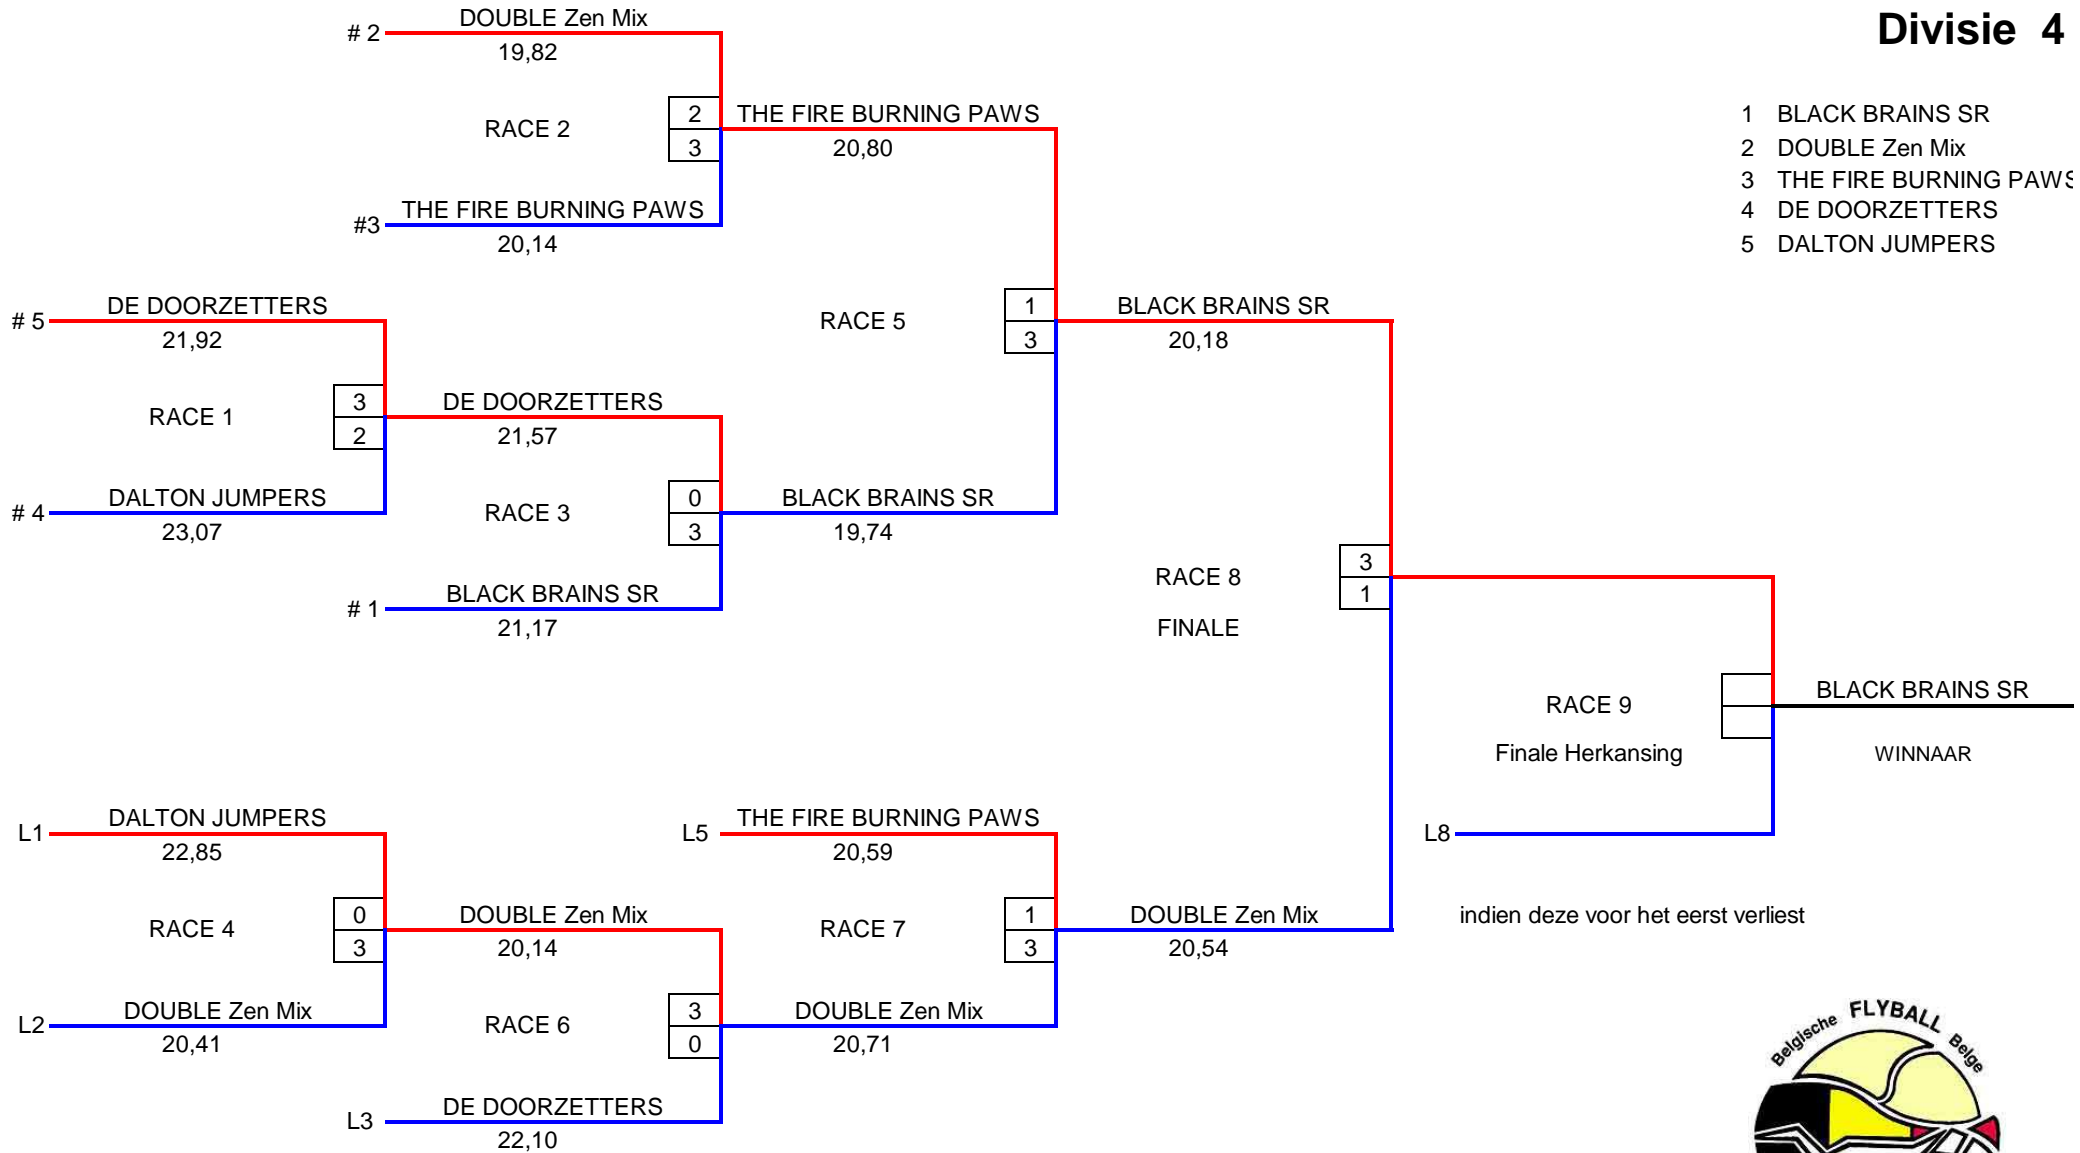 Divisie 4
1 BLACK BRAINS SR
2 DOUBLE Zen Mix
3 THE FIRE BURNING PAWS
4 DE DOORZETTERS
5 DALTON JUMPERS
# 2
DOUBLE Zen Mix
19,82
RACE 2
2
3
#3
THE FIRE BURNING PAWS
20,14
THE FIRE BURNING PAWS
20,80
# 5
DE DOORZETTERS
21,92
RACE 1
3
2
# 4
DALTON JUMPERS
23,07
DE DOORZETTERS
21,57
RACE 3
0
3
# 1
BLACK BRAINS SR
21,17
RACE 5
1
3
BLACK BRAINS SR
19,74
BLACK BRAINS SR
20,18
RACE 8
3
1
FINALE
RACE 9
Finale Herkansing
BLACK BRAINS SR
WINNAAR
L1
DALTON JUMPERS
22,85
RACE 4
0
3
L2
DOUBLE Zen Mix
20,41
DOUBLE Zen Mix
20,14
RACE 6
3
0
L3
DE DOORZETTERS
22,10
L5
THE FIRE BURNING PAWS
20,59
RACE 7
1
3
DOUBLE Zen Mix
20,71
DOUBLE Zen Mix
20,54
L8
indien deze voor het eerst verliest
Belgische FLYBALL Belge